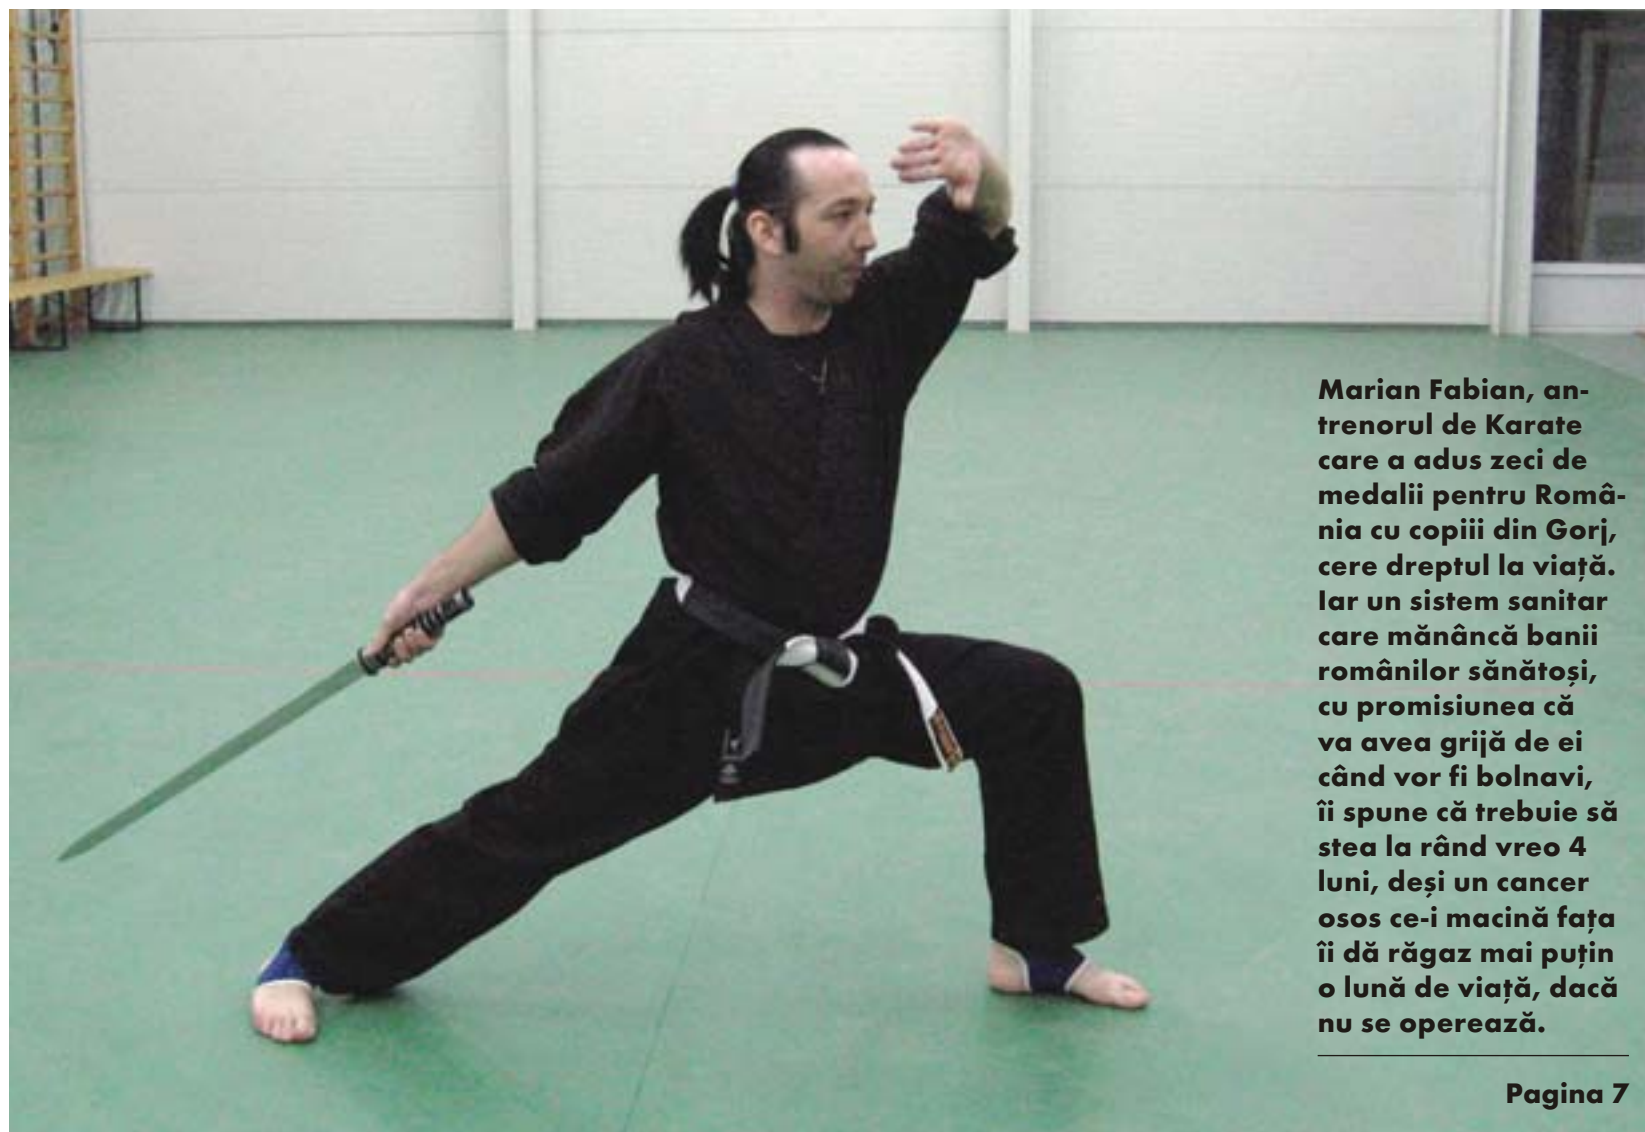 Marian Fabian, an-
trenorul de Karate
care a adus zeci de
medalii pentru Româ-
nia cu copiii din Gorj,
cere dreptul la viață.
Iar un sistem sanitar
care mănâncă banii
românilor sănătoși,
cu promisiunea că
va avea grijă de ei
când vor fi bolnavi,
îi spune că trebuie să
stea la rând vreo 4
luni, deși un cancer
osos ce-i macină fața
îi dă răgaz mai puțin
o lună de viață, dacă
nu se operează.
Pagina 7